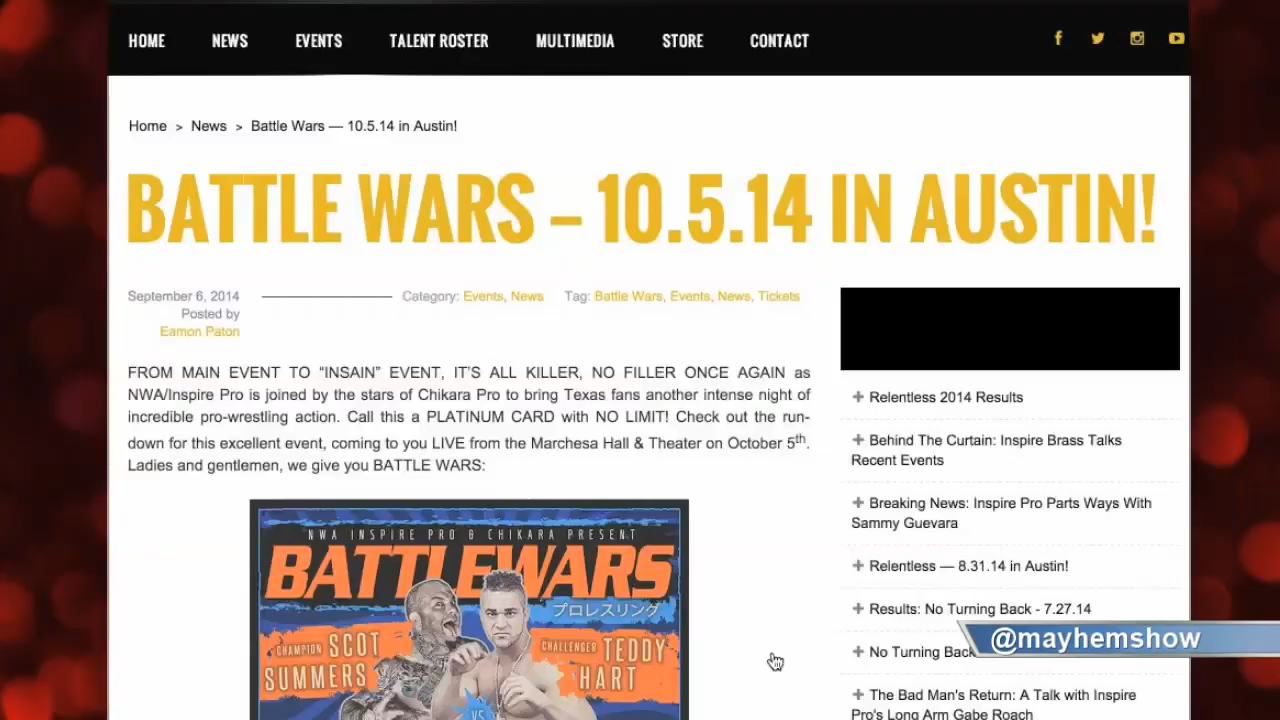 HOME NEWS EVENTS TALENT ROSTER MULTIMEDIA STORE CONTACT
Home > News > Battle Wars — 10.5.14 in Austin!
BATTLE WARS – 10.5.14 IN AUSTIN!
September 6, 2014
Posted by
Eamon Paton
Category: Events, News Tag: Battle Wars, Events, News, Tickets
FROM MAIN EVENT TO “INSAIN” EVENT, IT’S ALL KILLER, NO FILLER ONCE AGAIN as
NWA/Inspire Pro is joined by the stars of Chikara Pro to bring Texas fans another intense night of
incredible pro-wrestling action. Call this a PLATINUM CARD with NO LIMIT! Check out the run-
down for this excellent event, coming to you LIVE from the Marchesa Hall & Theater on October 5th.
Ladies and gentlemen, we give you BATTLE WARS:
NWA INSPIRE PRO & CHIKARA PRESENT
BATTLEWARS
プロレスリング
CHAMPION SCOT
SUMMERS
CHALLENGER TEDDY
HART
VS
+ Relentless 2014 Results
+ Behind The Curtain: Inspire Brass Talks
Recent Events
+ Breaking News: Inspire Pro Parts Ways With
Sammy Guevara
+ Relentless — 8.31.14 in Austin!
+ Results: No Turning Back - 7.27.14
+ No Turning Back
+ The Bad Man's Return: A Talk with Inspire
Pro's Long Arm Gabe Roach
@mayhemshow